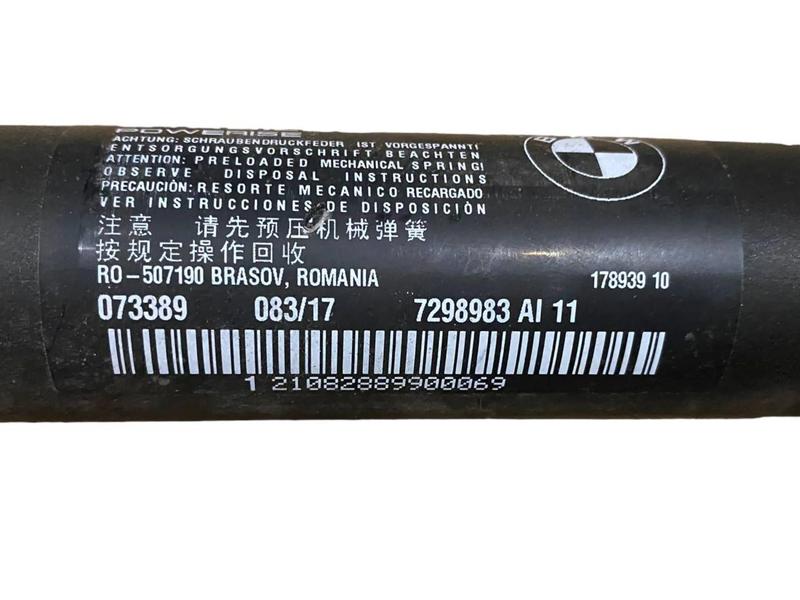 POWERISE
ACHTUNG: SCHRAUBENDRUCKFEDER IST VORGESPANNT!
ENTSORGUNGSVORSCHRIFT BEACHTEN
ATTENTION: PRELOADED MECHANICAL SPRING!
OBSERVE DISPOSAL INSTRUCTIONS
PRECAUCIÓN: RESORTE MECANICO RECARGADO
VER INSTRUCCIONES DE DISPOSICIÒN
注意 请先预压机械弹簧
按规定操作回收
RO-507190 BRASOV, ROMANIA 178939 10
073389 083/17 7298983 AI 11
1 21082889900069